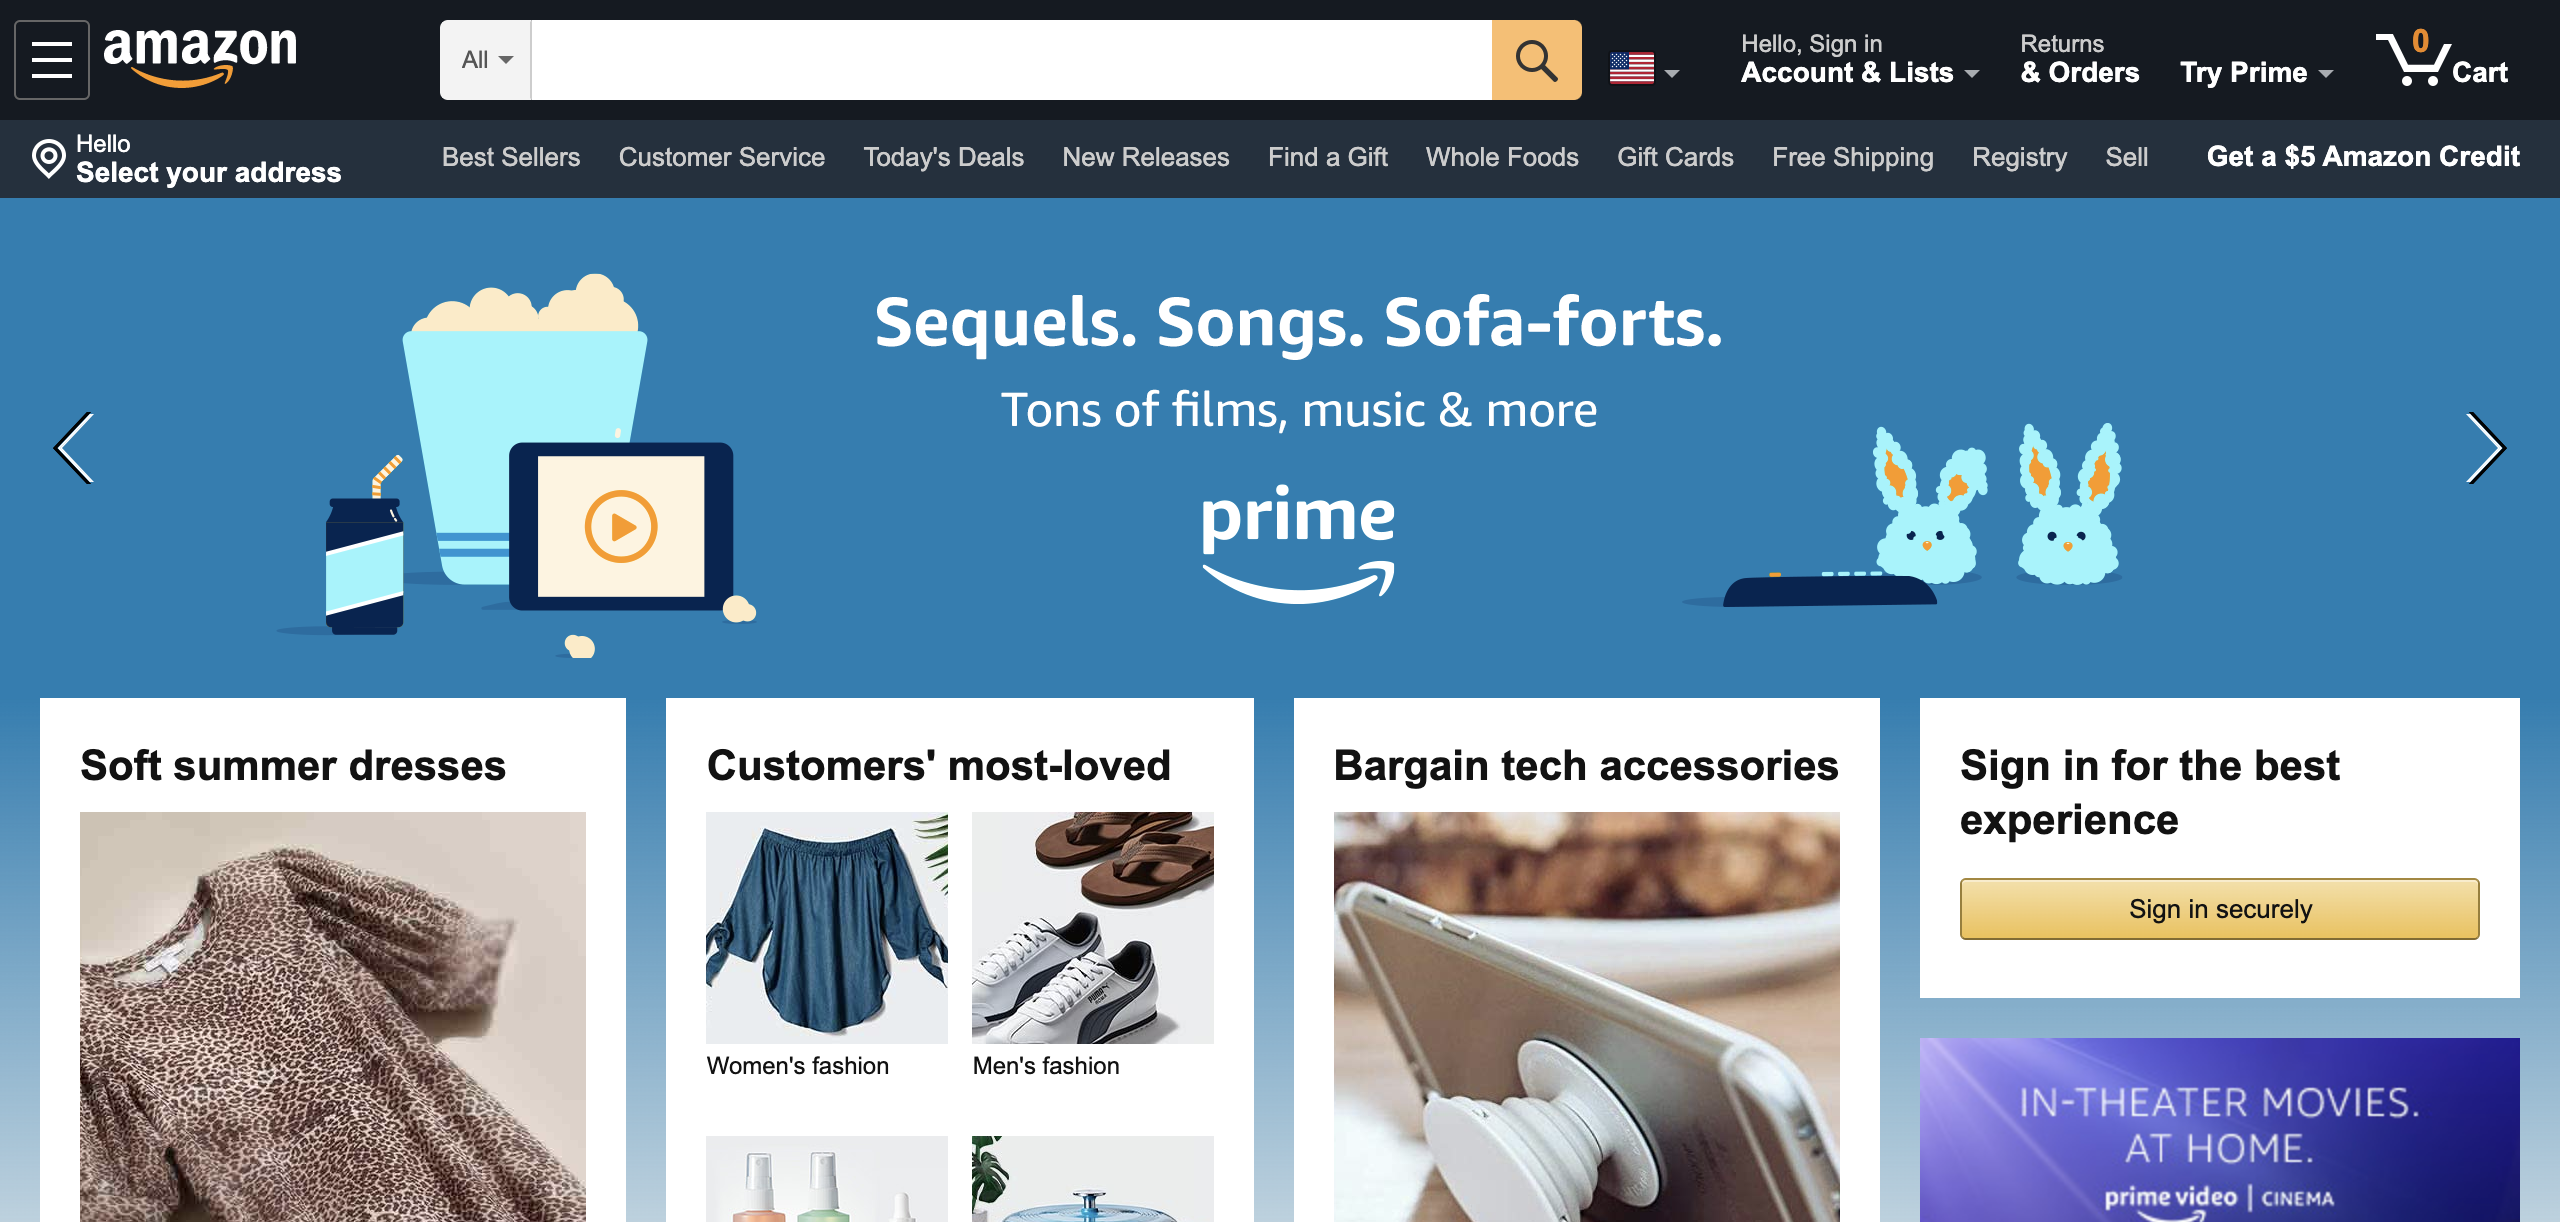 amazon
All
Hello, Sign in
Account & Lists
Returns
& Orders
Try Prime
0
Cart
Hello
Select your address
Best Sellers
Customer Service
Today's Deals
New Releases
Find a Gift
Whole Foods
Gift Cards
Free Shipping
Registry
Sell
Get a $5 Amazon Credit
Sequels. Songs. Sofa-forts.
Tons of films, music & more
prime
Soft summer dresses
Customers' most-loved
Women's fashion
Men's fashion
Bargain tech accessories
Sign in for the best
experience
Sign in securely
IN-THEATER MOVIES.
AT HOME.
prime video | CINEMA